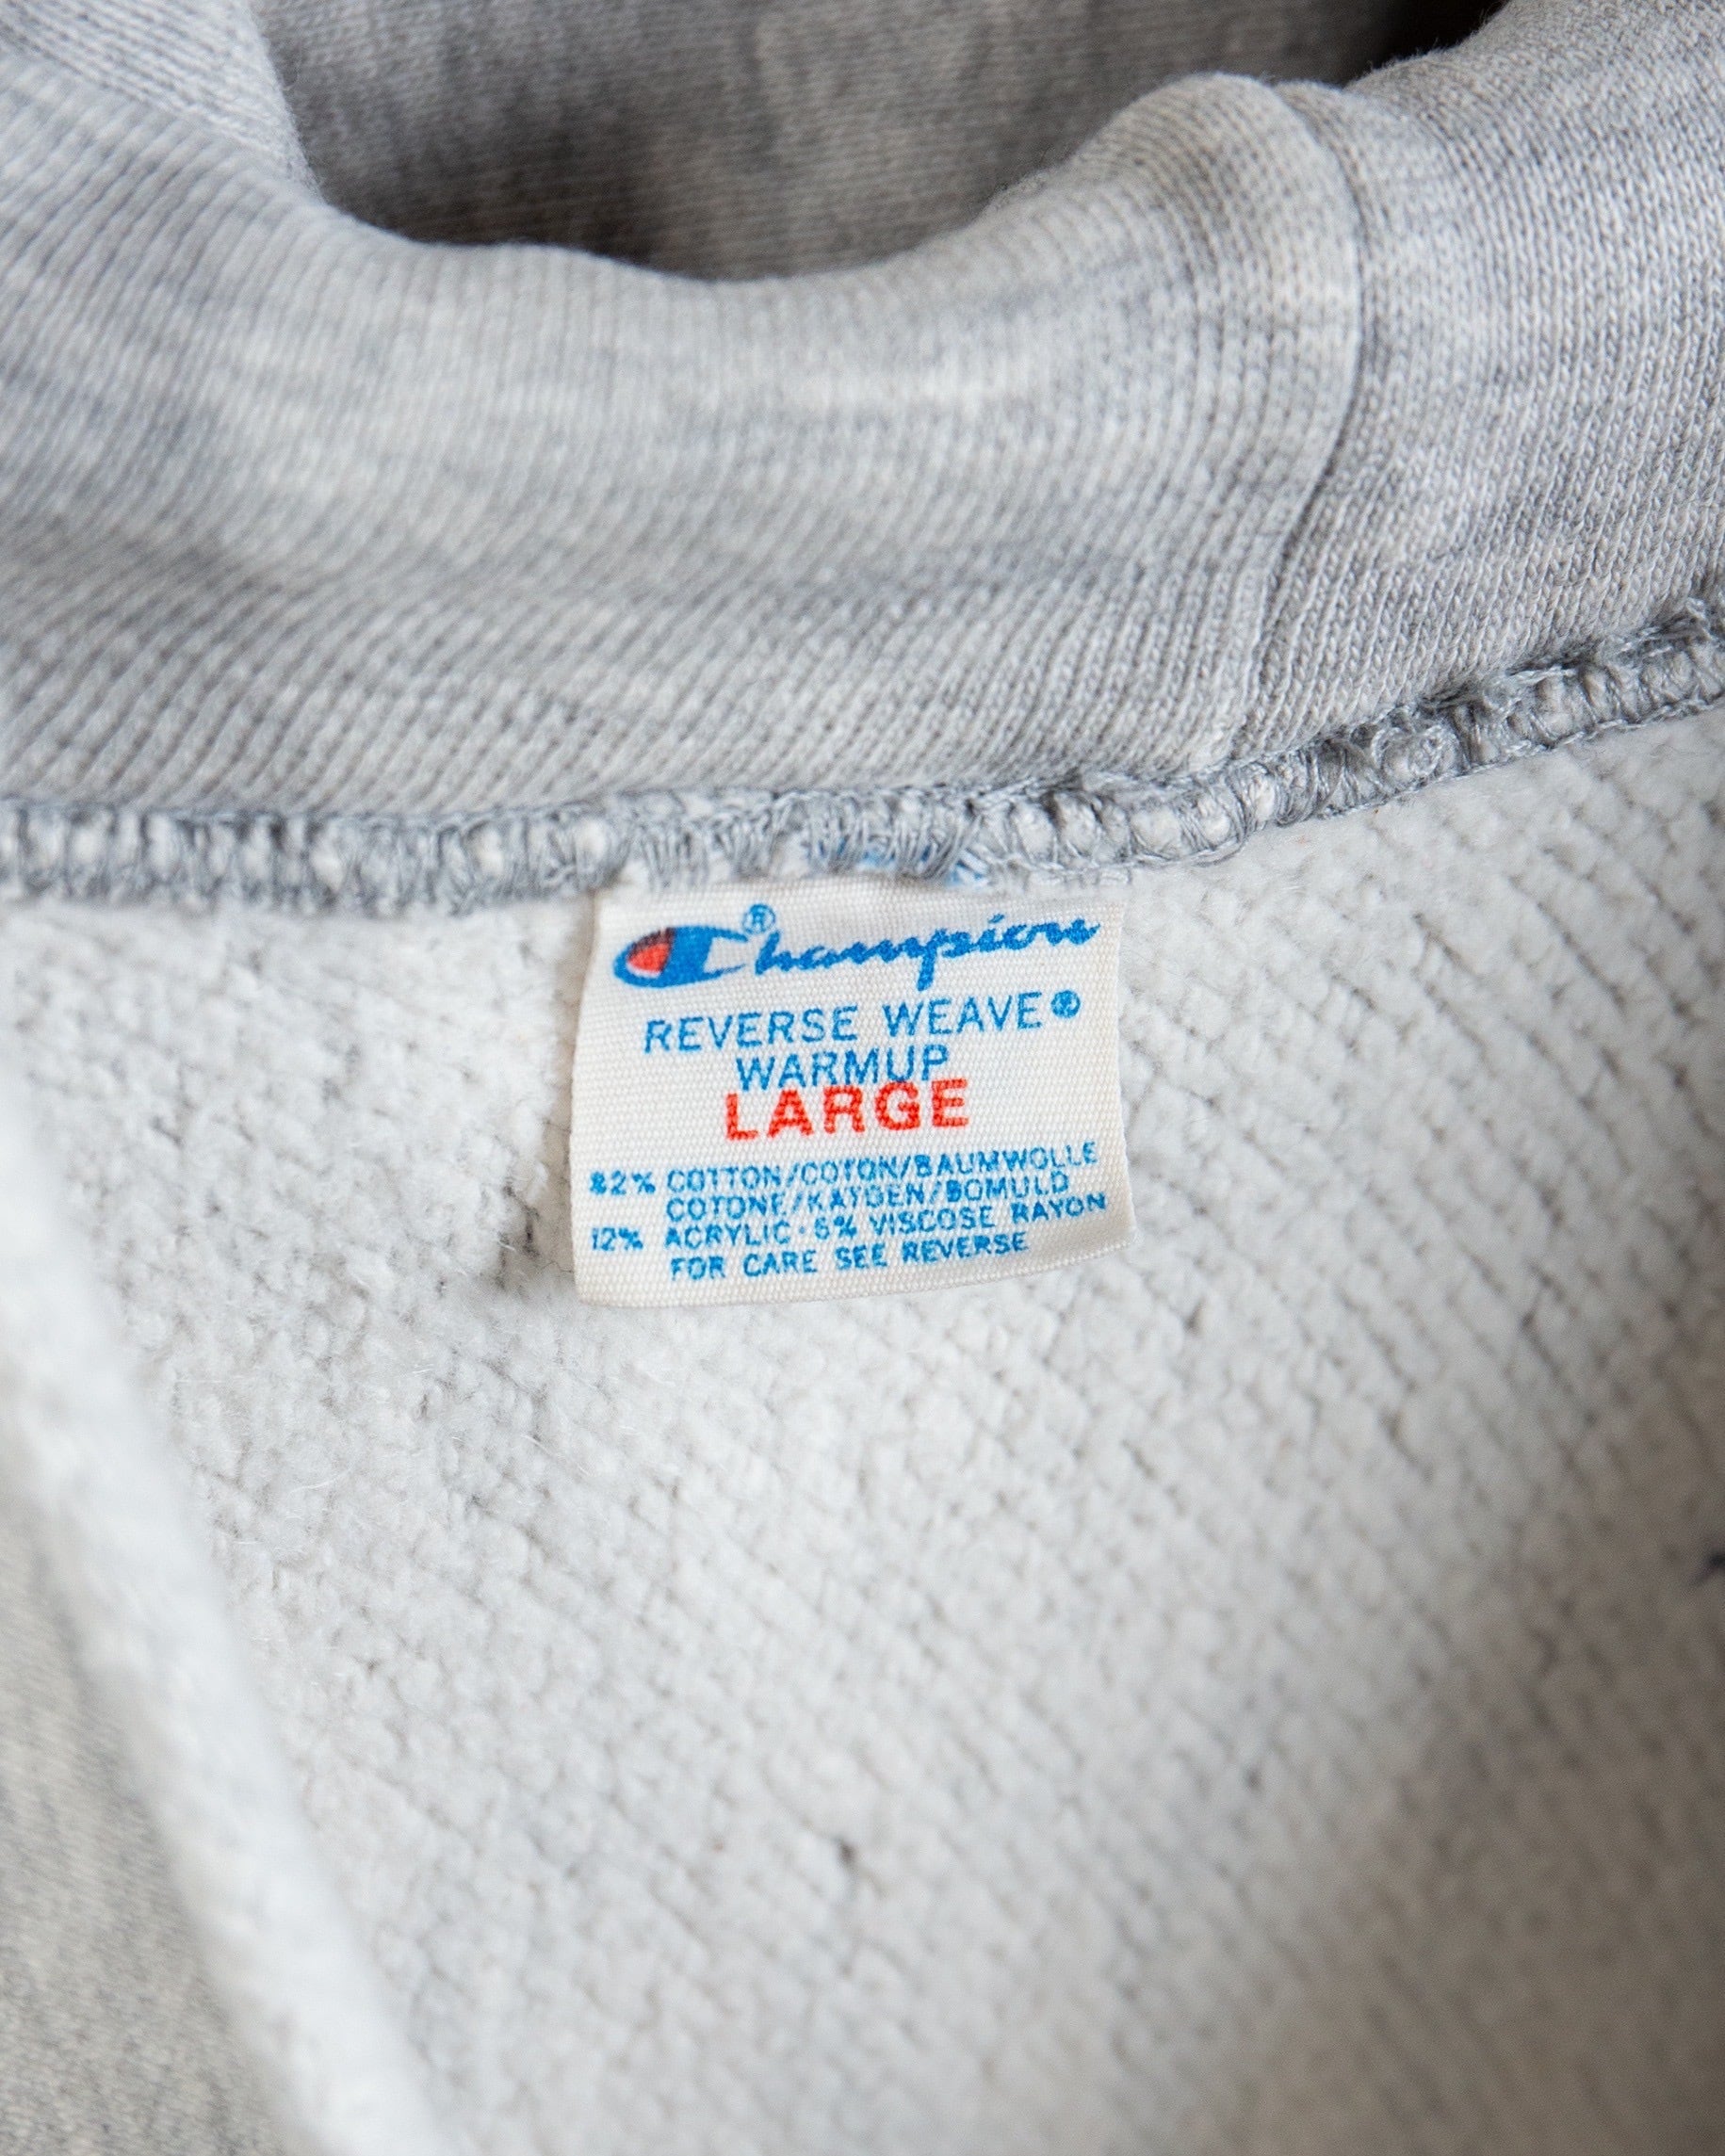 Champion®
REVERSE WEAVE®
WARMUP
LARGE
82% COTTON/COTON/BAUMWOLLE
COTONE/KATOEN/BOMULD
12% ACRYLIC · 6% VISCOSE RAYON
FOR CARE SEE REVERSE